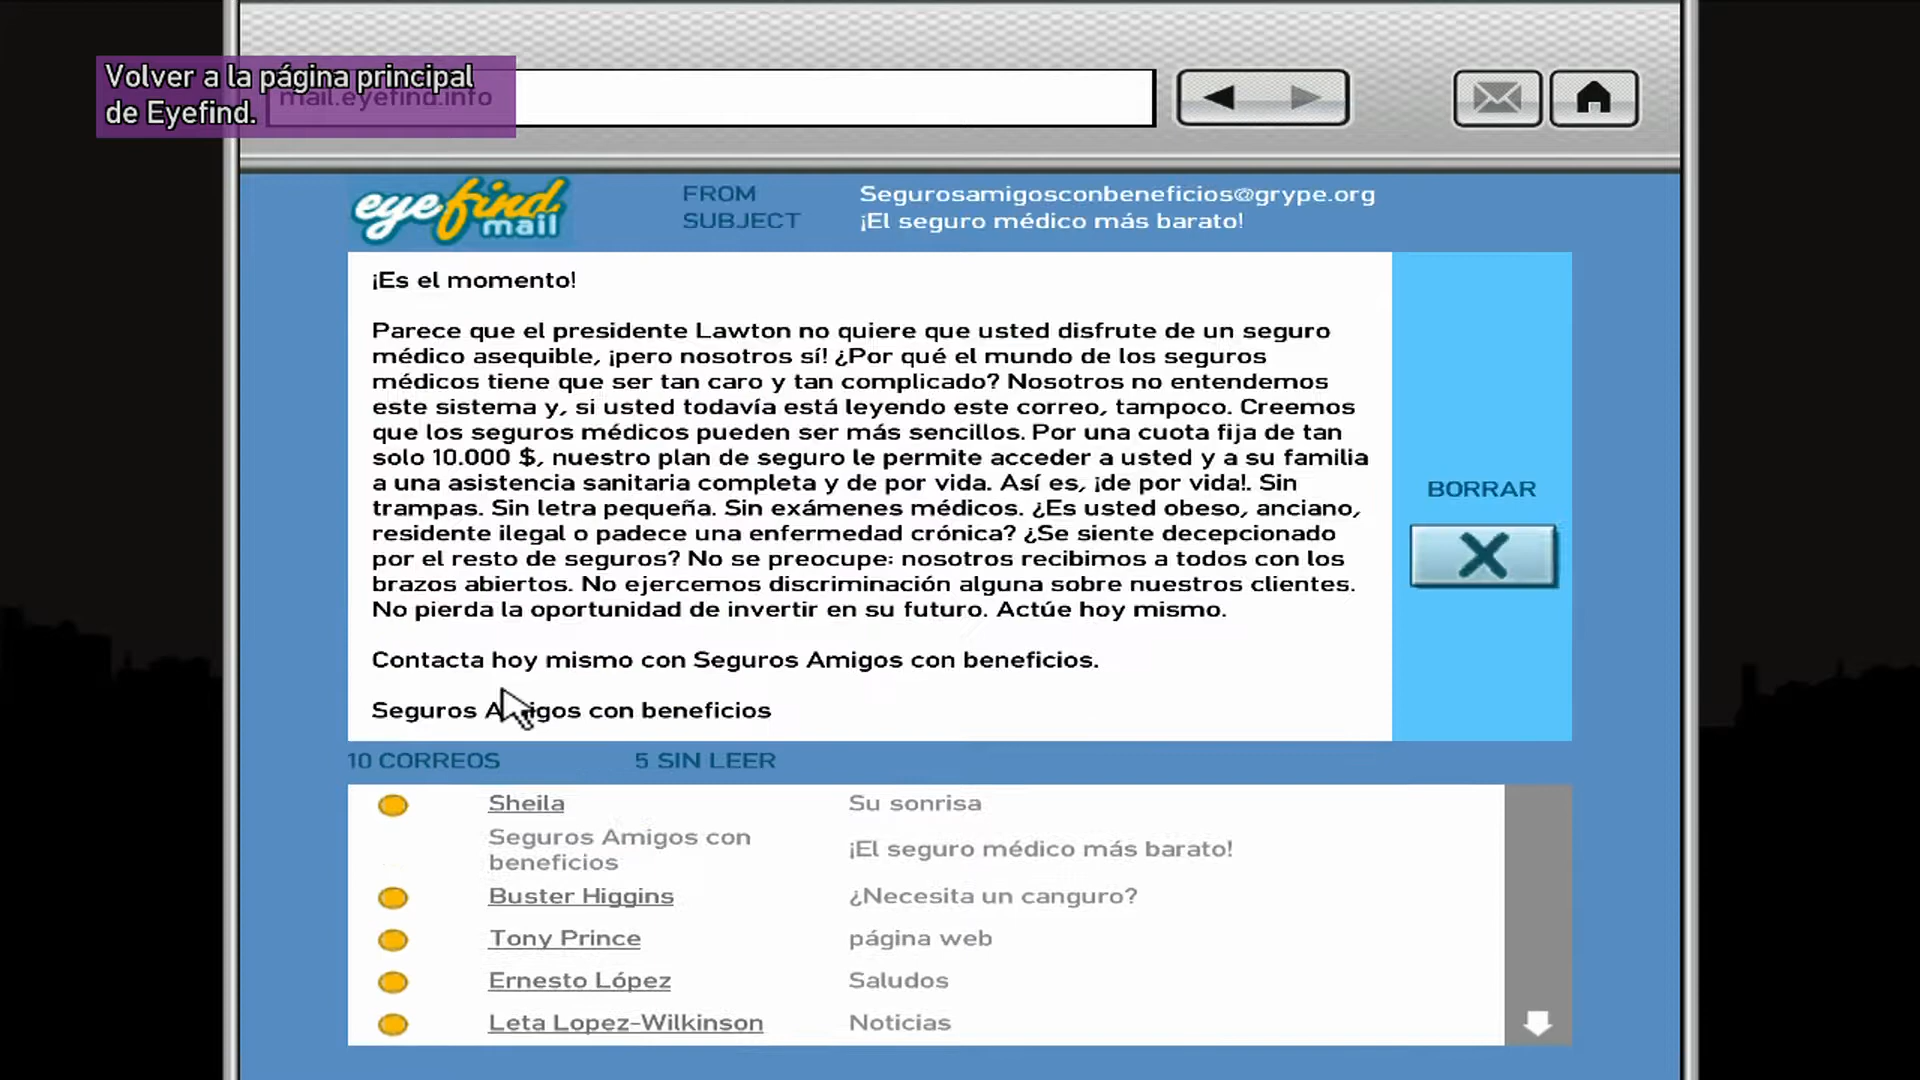 Volver a la página principal
de Eyefind.
mail.eyefind.info
eyefind
mail
FROM
Segurosamigosconbeneficios@grype.org
SUBJECT
¡El seguro médico más barato!
¡Es el momento!
Parece que el presidente Lawton no quiere que usted disfrute de un seguro
médico asequible, ¡pero nosotros sí! ¿Por qué el mundo de los seguros
médicos tiene que ser tan caro y tan complicado? Nosotros no entendemos
este sistema y, si usted todavía está leyendo este correo, tampoco. Creemos
que los seguros médicos pueden ser más sencillos. Por una cuota fija de tan
solo 10.000 $, nuestro plan de seguro le permite acceder a usted y a su familia
a una asistencia sanitaria completa y de por vida. Así es, ¡de por vida!. Sin
trampas. Sin letra pequeña. Sin exámenes médicos. ¿Es usted obeso, anciano,
residente ilegal o padece una enfermedad crónica? ¿Se siente decepcionado
por el resto de seguros? No se preocupe: nosotros recibimos a todos con los
brazos abiertos. No ejercemos discriminación alguna sobre nuestros clientes.
No pierda la oportunidad de invertir en su futuro. Actúe hoy mismo.
Contacta hoy mismo con Seguros Amigos con beneficios.
Seguros Amigos con beneficios
BORRAR
10 CORREOS
5 SIN LEER
Sheila
Su sonrisa
Seguros Amigos con
beneficios
¡El seguro médico más barato!
Buster Higgins
¿Necesita un canguro?
Tony Prince
página web
Ernesto López
Saludos
Leta Lopez-Wilkinson
Noticias